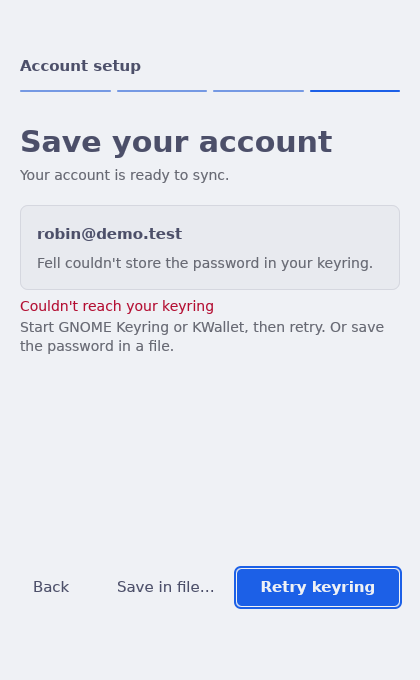 Account setup
Save your account
Your account is ready to sync.
robin@demo.test
Fell couldn't store the password in your keyring.
Couldn't reach your keyring
Start GNOME Keyring or KWallet, then retry. Or save
the password in a file.
Back
Save in file...
Retry keyring